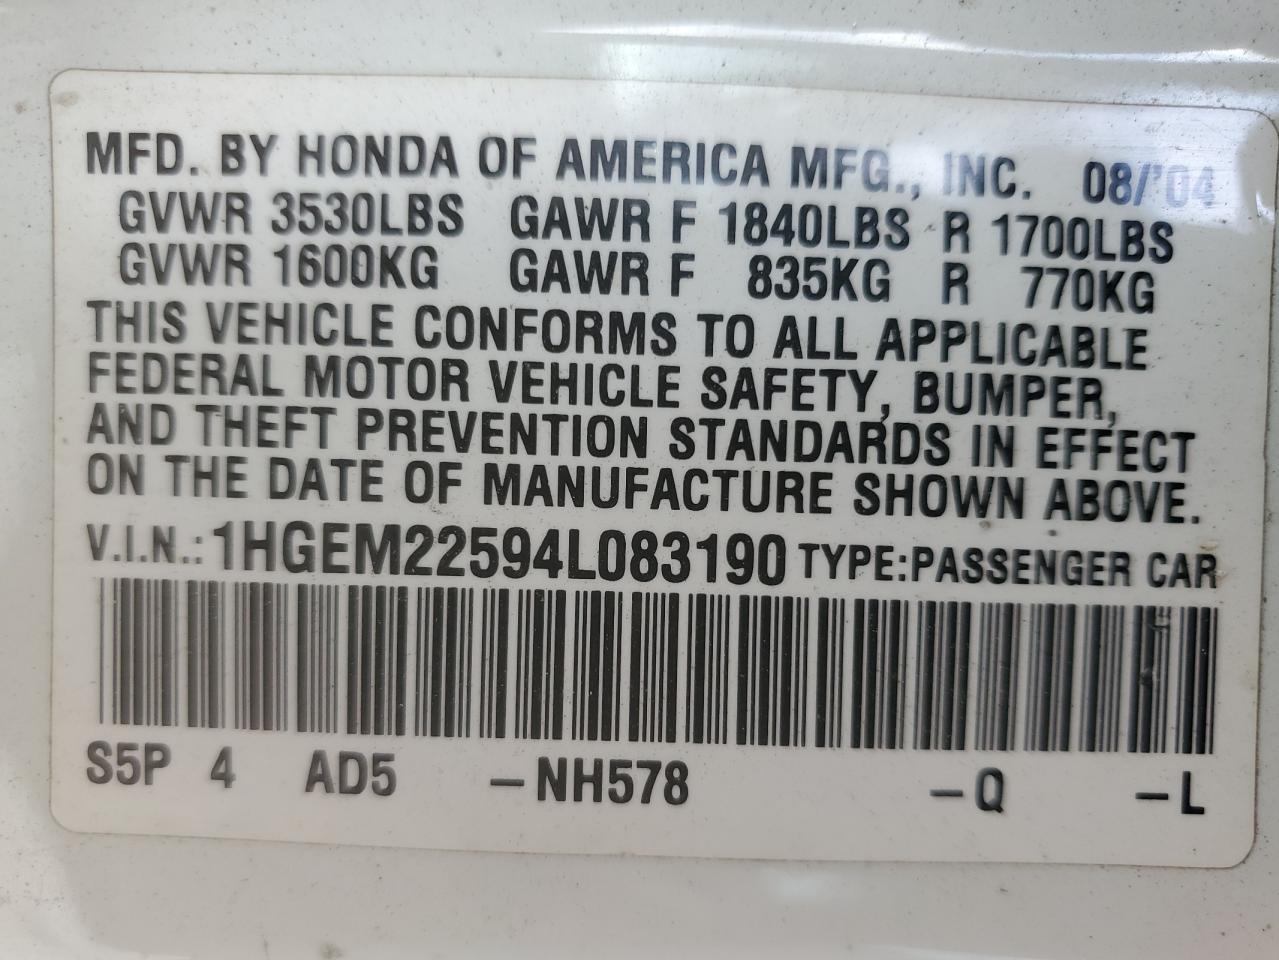 MFD. BY HONDA OF AMERICA MFG., INC. 08/'04
GVWR 3530LBS GAWR F 1840LBS R 1700LBS
GVWR 1600KG GAWR F 835KG R 770KG
THIS VEHICLE CONFORMS TO ALL APPLICABLE
FEDERAL MOTOR VEHICLE SAFETY, BUMPER,
AND THEFT PREVENTION STANDARDS IN EFFECT
ON THE DATE OF MANUFACTURE SHOWN ABOVE.
V.I.N.: 1HGEM22594L083190 TYPE:PASSENGER CAR
S5P 4 AD5 –NH578 –Q –L